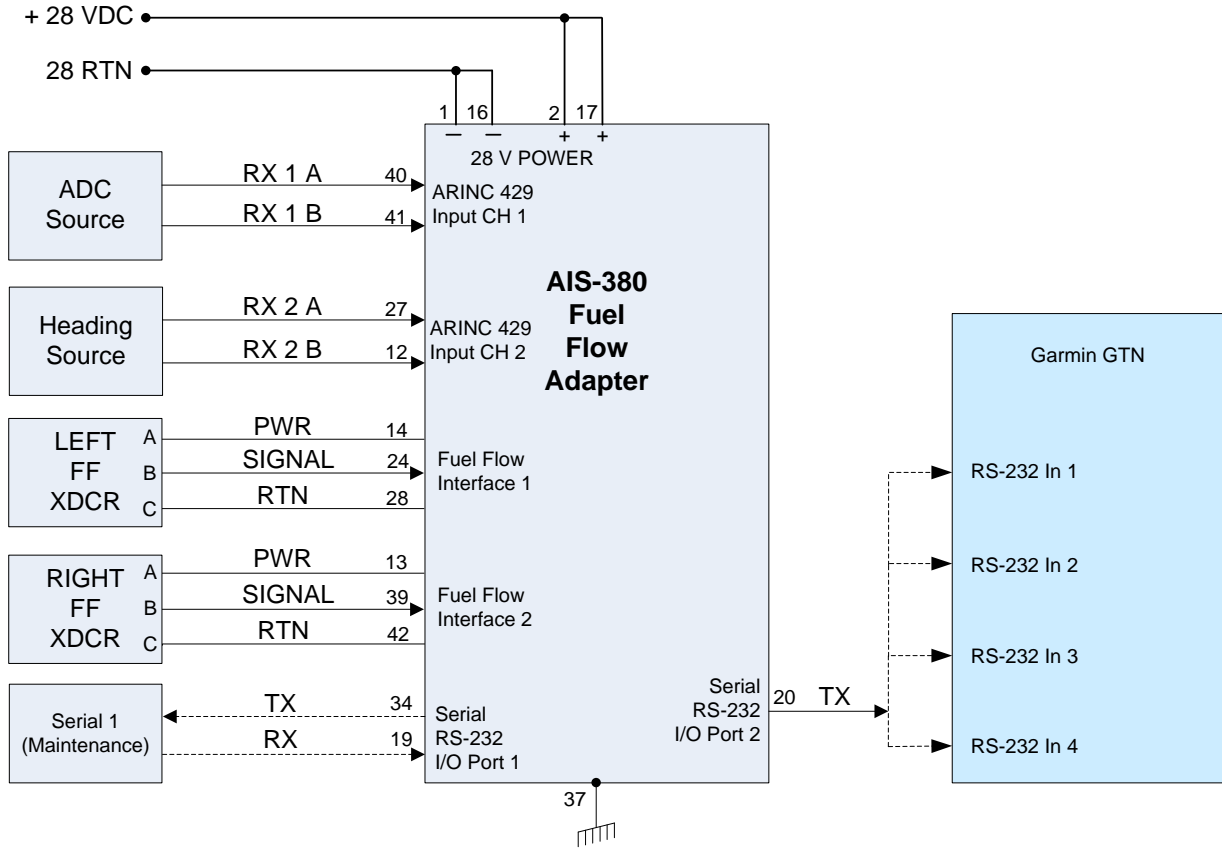 + 28 VDC
28 RTN
1 16 2 17
– – + +
28 V POWER
ADC
Source
RX 1 A 40
RX 1 B 41
ARINC 429
Input CH 1
AIS-380
Fuel
Flow
Adapter
Heading
Source
RX 2 A 27
RX 2 B 12
ARINC 429
Input CH 2
LEFT
FF
XDCR
A PWR 14
B SIGNAL 24
C RTN 28
Fuel Flow
Interface 1
RIGHT
FF
XDCR
A PWR 13
B SIGNAL 39
C RTN 42
Fuel Flow
Interface 2
Serial 1
(Maintenance)
TX 34
RX 19
Serial
RS-232
I/O Port 1
Serial
RS-232
I/O Port 2
20 TX
37
Garmin GTN
RS-232 In 1
RS-232 In 2
RS-232 In 3
RS-232 In 4